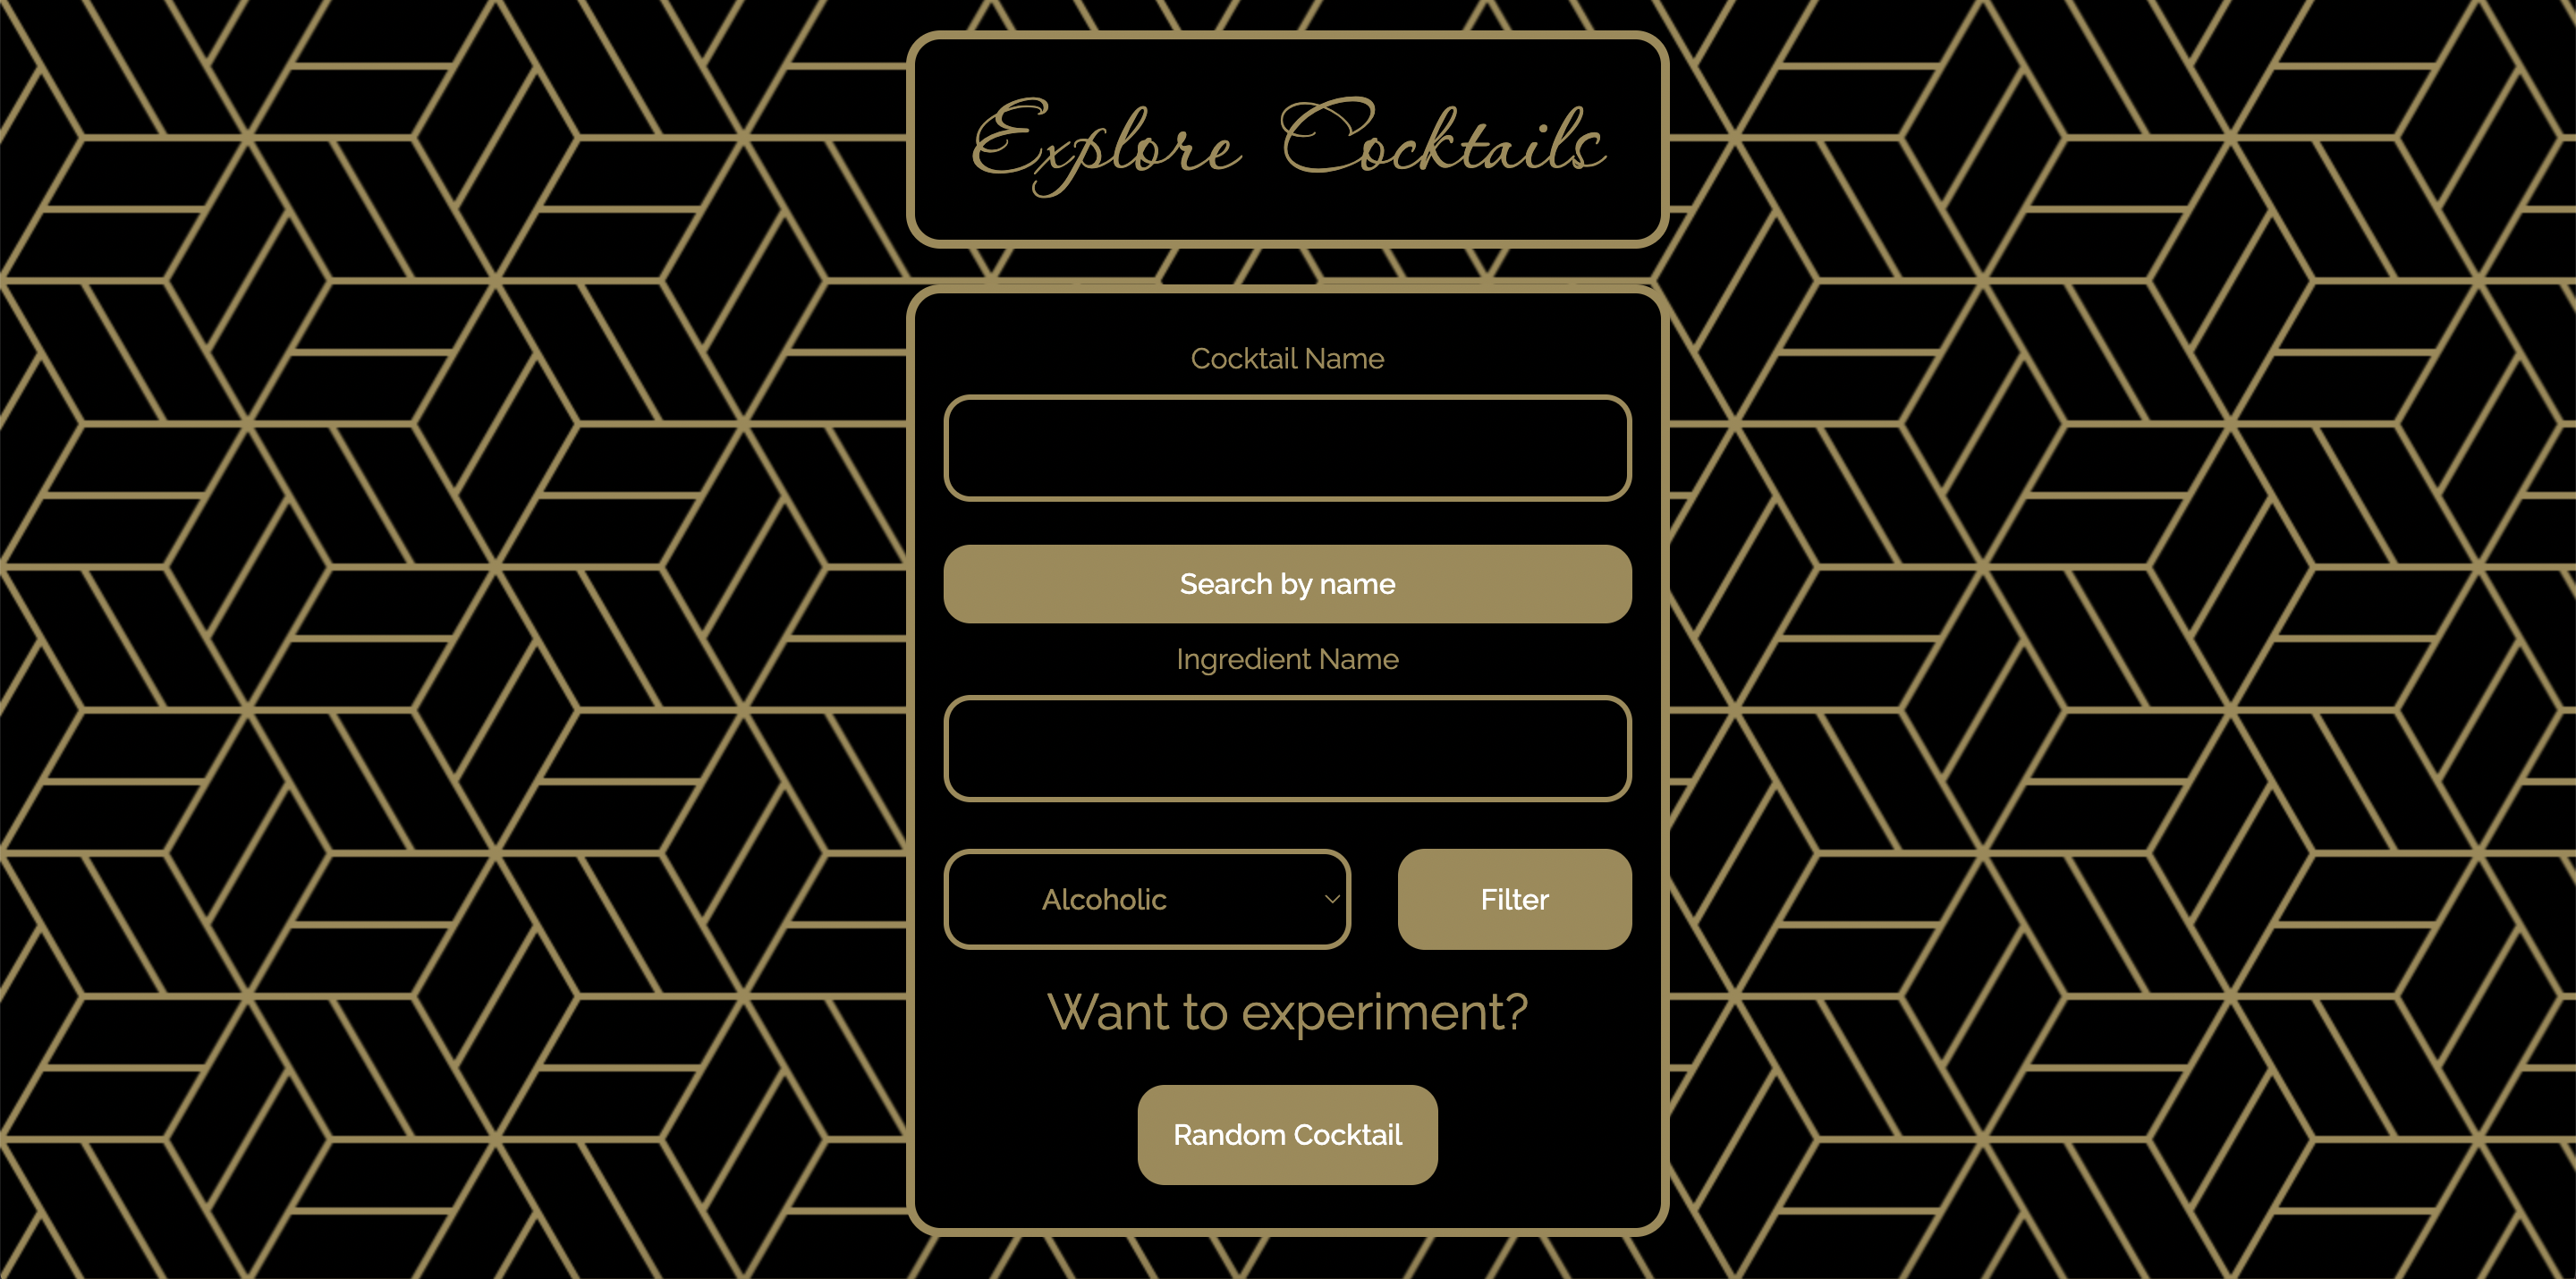 Explore Cocktails
Cocktail Name
Search by name
Ingredient Name
Alcoholic
Filter
Want to experiment?
Random Cocktail